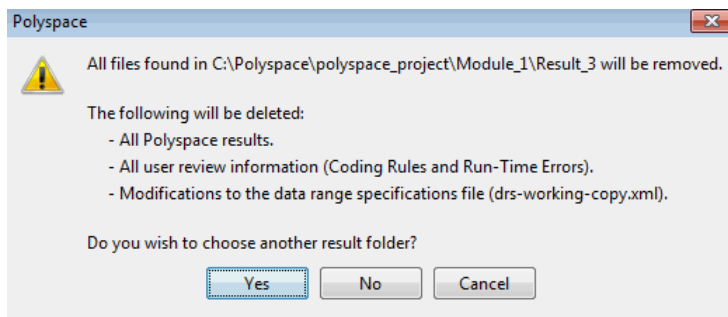 Polyspace
All files found in C:\Polyspace\polyspace_project\Module_1\Result_3 will be removed.
The following will be deleted:
- All Polyspace results.
- All user review information (Coding Rules and Run-Time Errors).
- Modifications to the data range specifications file (drs-working-copy.xml).
Do you wish to choose another result folder?
Yes No Cancel